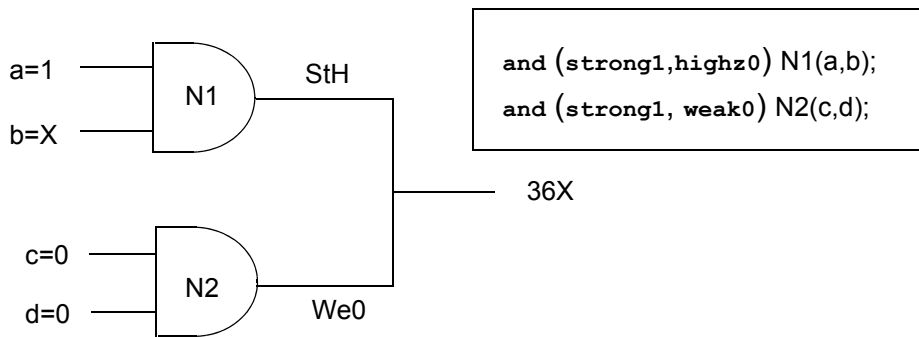 a=1
b=X
N1
StH
and (strong1,highz0) N1(a,b);
and (strong1, weak0) N2(c,d);
36X
c=0
d=0
N2
We0